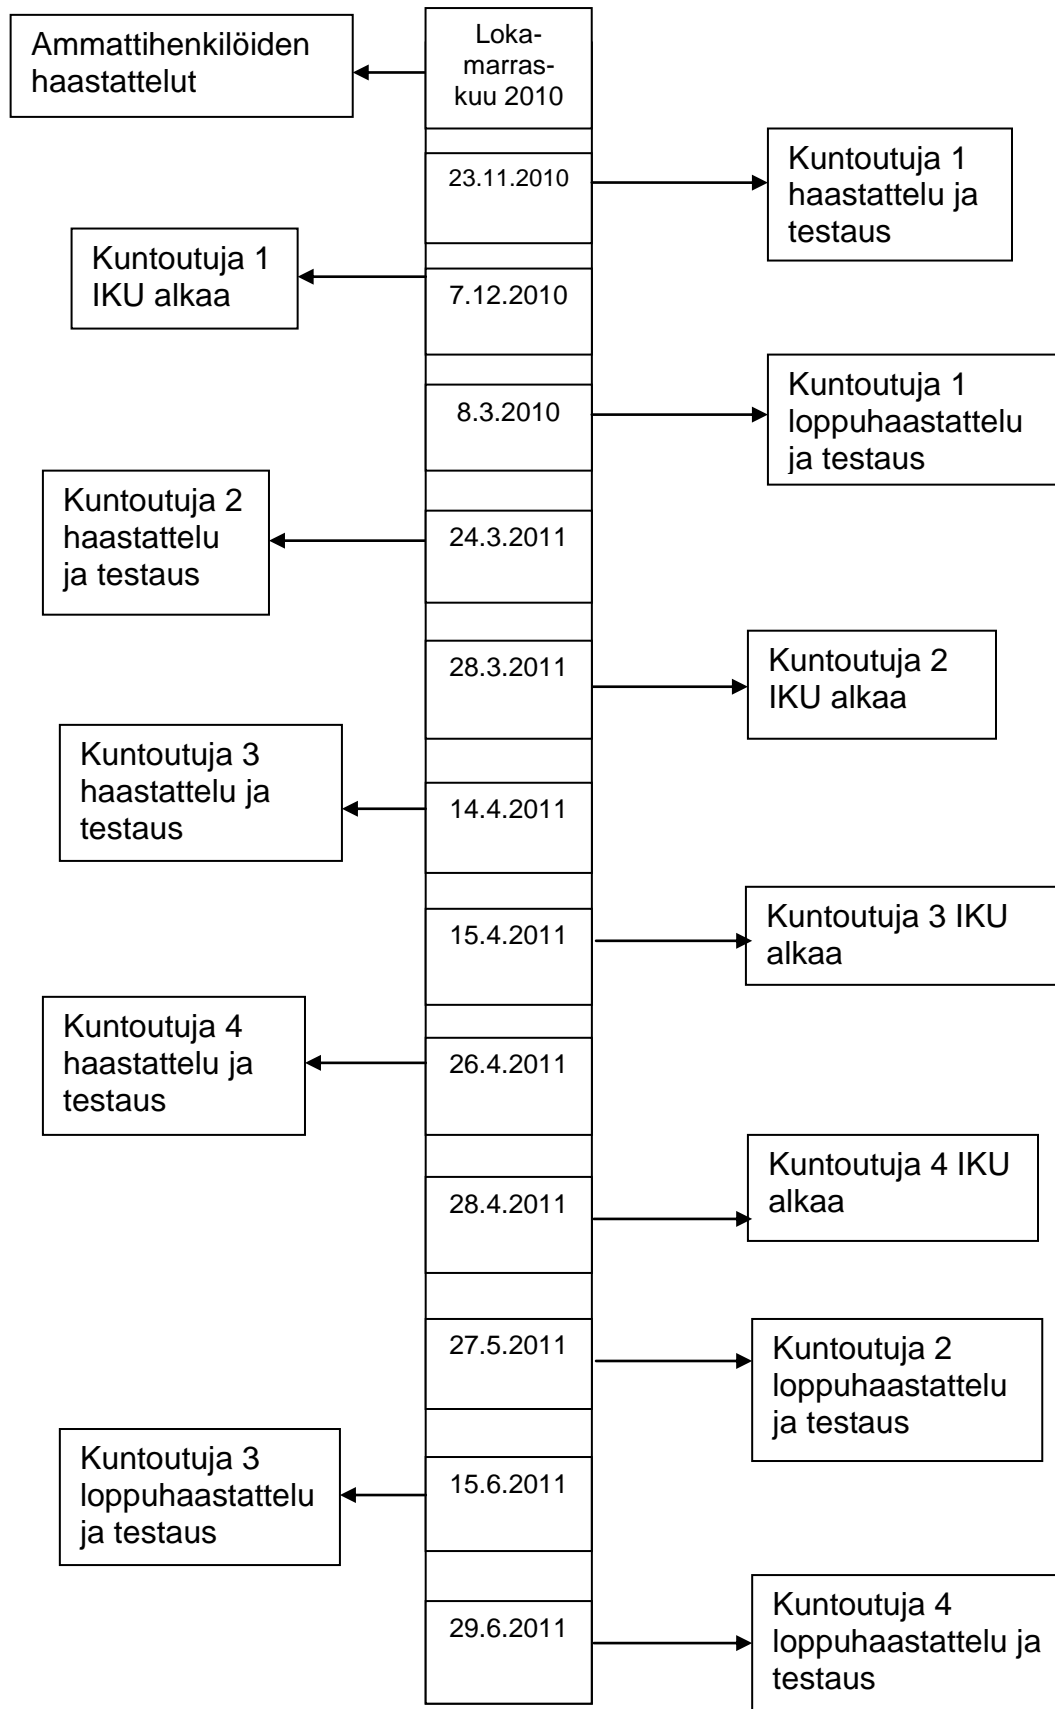 Ammattihenkilöiden
haastattelut
Loka-
marras-
kuu 2010
23.11.2010
Kuntoutuja 1
haastattelu ja
testaus
Kuntoutuja 1
IKU alkaa
7.12.2010
8.3.2010
Kuntoutuja 1
loppuhaastattelu
ja testaus
Kuntoutuja 2
haastattelu
ja testaus
24.3.2011
28.3.2011
Kuntoutuja 2
IKU alkaa
Kuntoutuja 3
haastattelu ja
testaus
14.4.2011
15.4.2011
Kuntoutuja 3 IKU
alkaa
Kuntoutuja 4
haastattelu ja
testaus
26.4.2011
28.4.2011
Kuntoutuja 4 IKU
alkaa
27.5.2011
Kuntoutuja 2
loppuhaastattelu
ja testaus
Kuntoutuja 3
loppuhaastattelu
ja testaus
15.6.2011
29.6.2011
Kuntoutuja 4
loppuhaastattelu ja
testaus